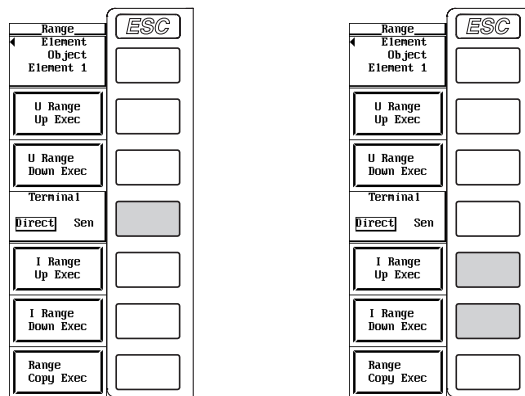 ESC
Range
Element
Object
Element 1
U Range
Up Exec
U Range
Down Exec
Terminal
Direct Sen
I Range
Up Exec
I Range
Down Exec
Range
Copy Exec
ESC
Range
Element
Object
Element 1
U Range
Up Exec
U Range
Down Exec
Terminal
Direct Sen
I Range
Up Exec
I Range
Down Exec
Range
Copy Exec